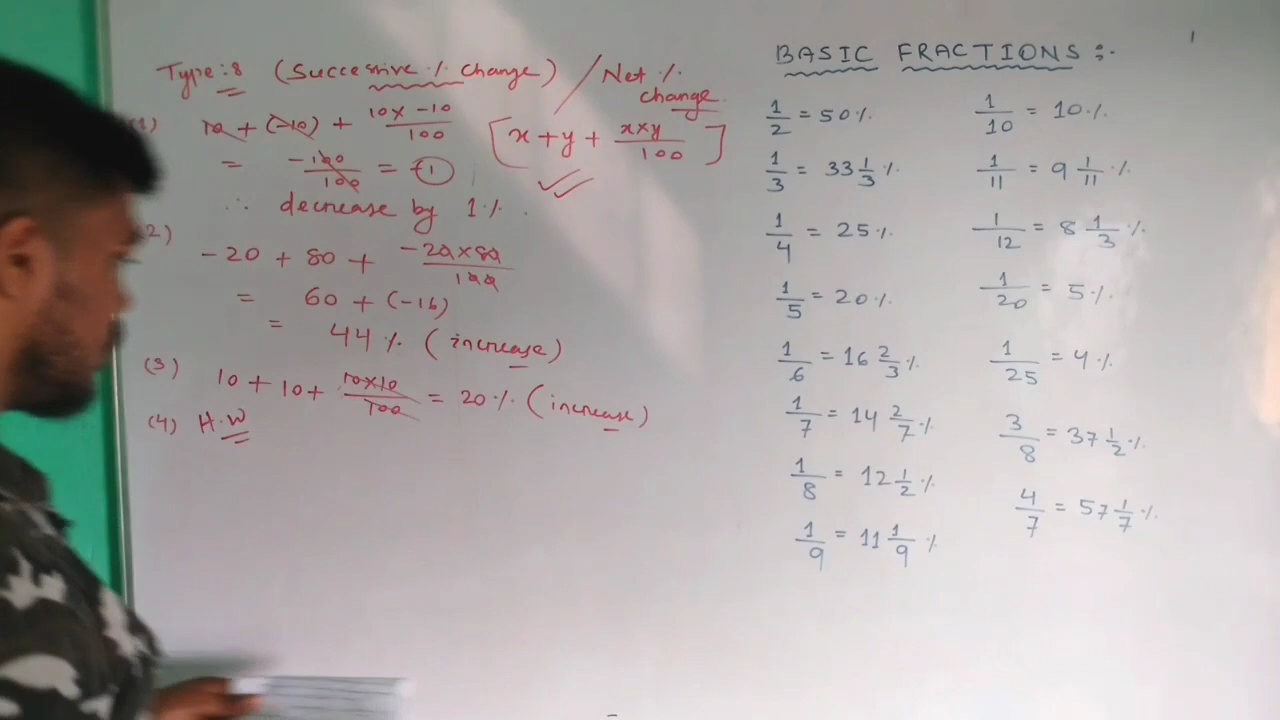 Type:8 (Successive % change) / Net % change.
(1) 10 + (-10) + 10x -10/100 [x + y + x×y/100]
= -100/100 = -1
∴ decrease by 1%.
2)
-20 + 80 + -20×80/100
= 60 + (-16)
= 44% (increase)
(3) 10 + 10 + 10×10/100 = 20% (increase)
(4) H.W
BASIC FRACTIONS :-
1/2 = 50%
1/3 = 33 1/3 %
1/4 = 25%
1/5 = 20%
1/6 = 16 2/3 %
1/7 = 14 2/7 %
1/8 = 12 1/2 %
1/9 = 11 1/9 %
1/10 = 10%
1/11 = 9 1/11 %
1/12 = 8 1/3 %
1/20 = 5%
1/25 = 4%
3/8 = 37 1/2 %
4/7 = 57 1/7 %